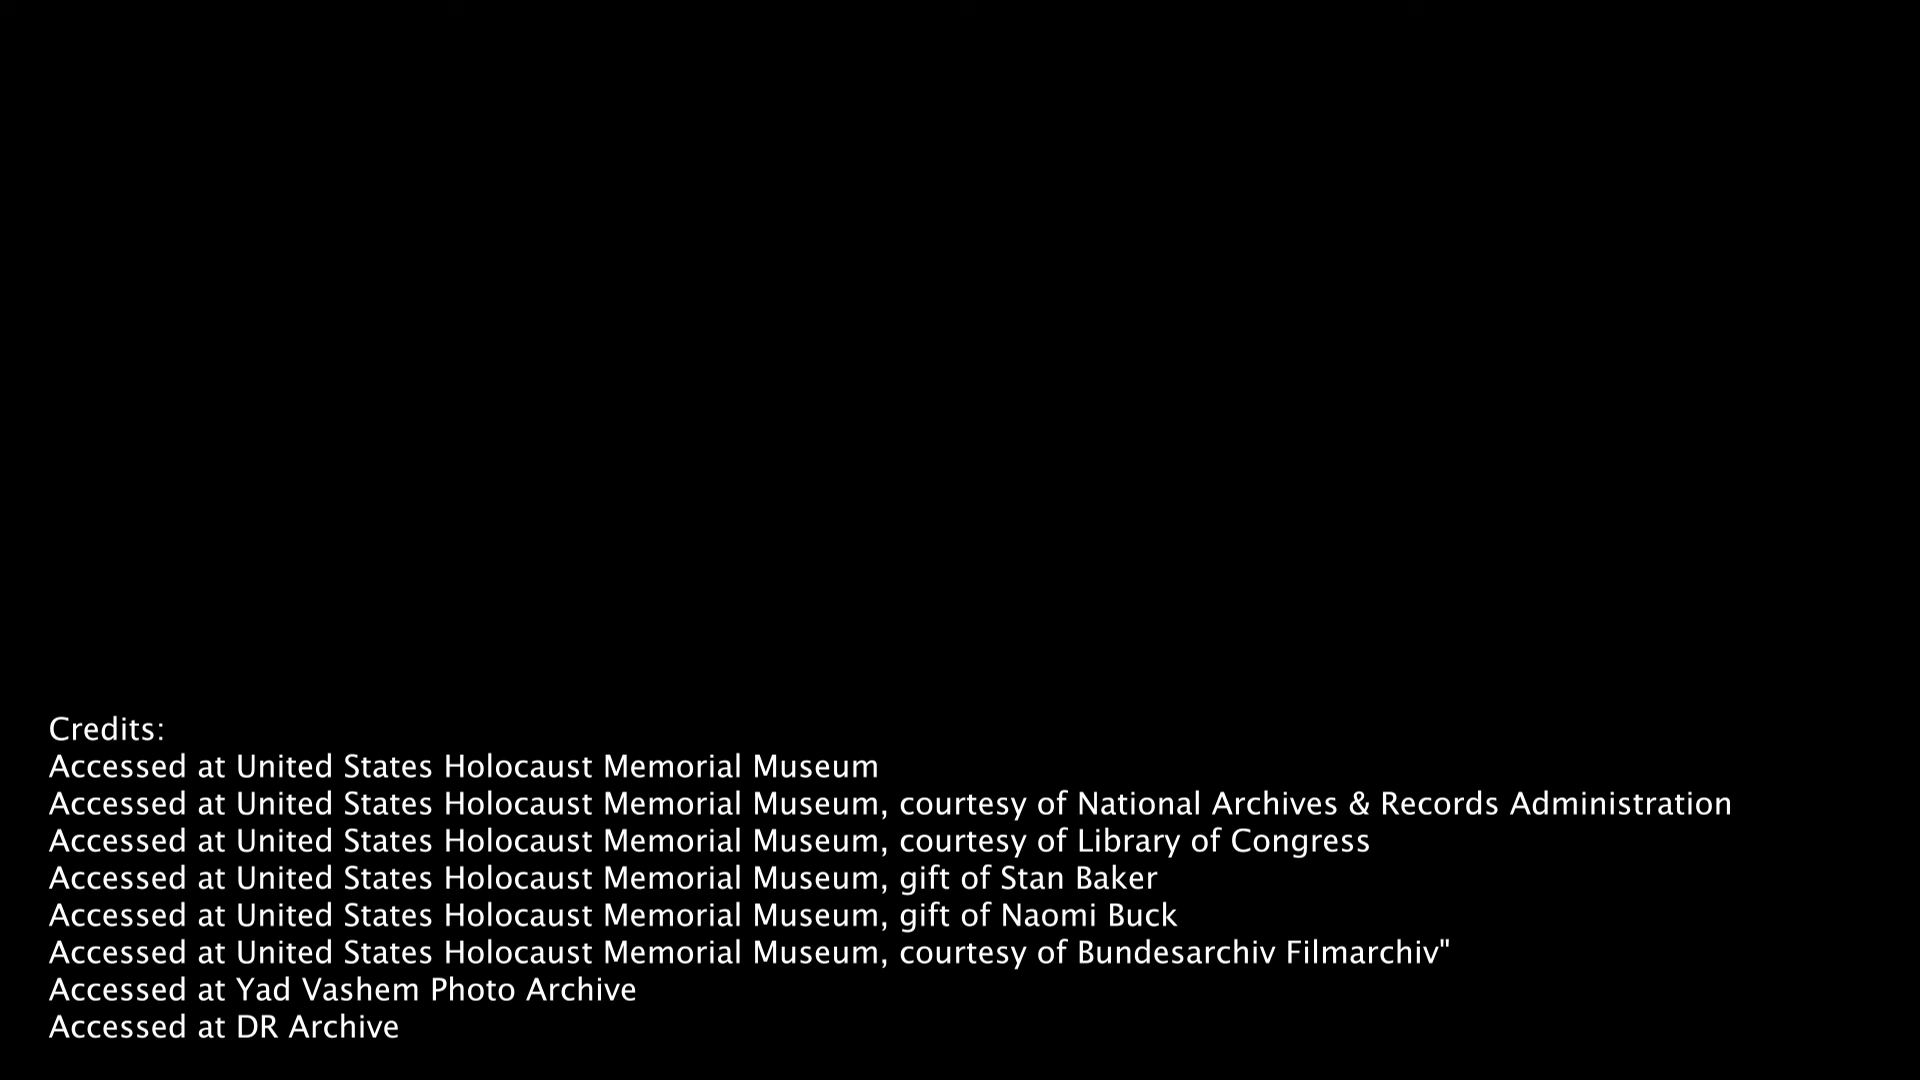 Credits:
Accessed at United States Holocaust Memorial Museum
Accessed at United States Holocaust Memorial Museum, courtesy of National Archives & Records Administration
Accessed at United States Holocaust Memorial Museum, courtesy of Library of Congress
Accessed at United States Holocaust Memorial Museum, gift of Stan Baker
Accessed at United States Holocaust Memorial Museum, gift of Naomi Buck
Accessed at United States Holocaust Memorial Museum, courtesy of Bundesarchiv Filmarchiv"
Accessed at Yad Vashem Photo Archive
Accessed at DR Archive